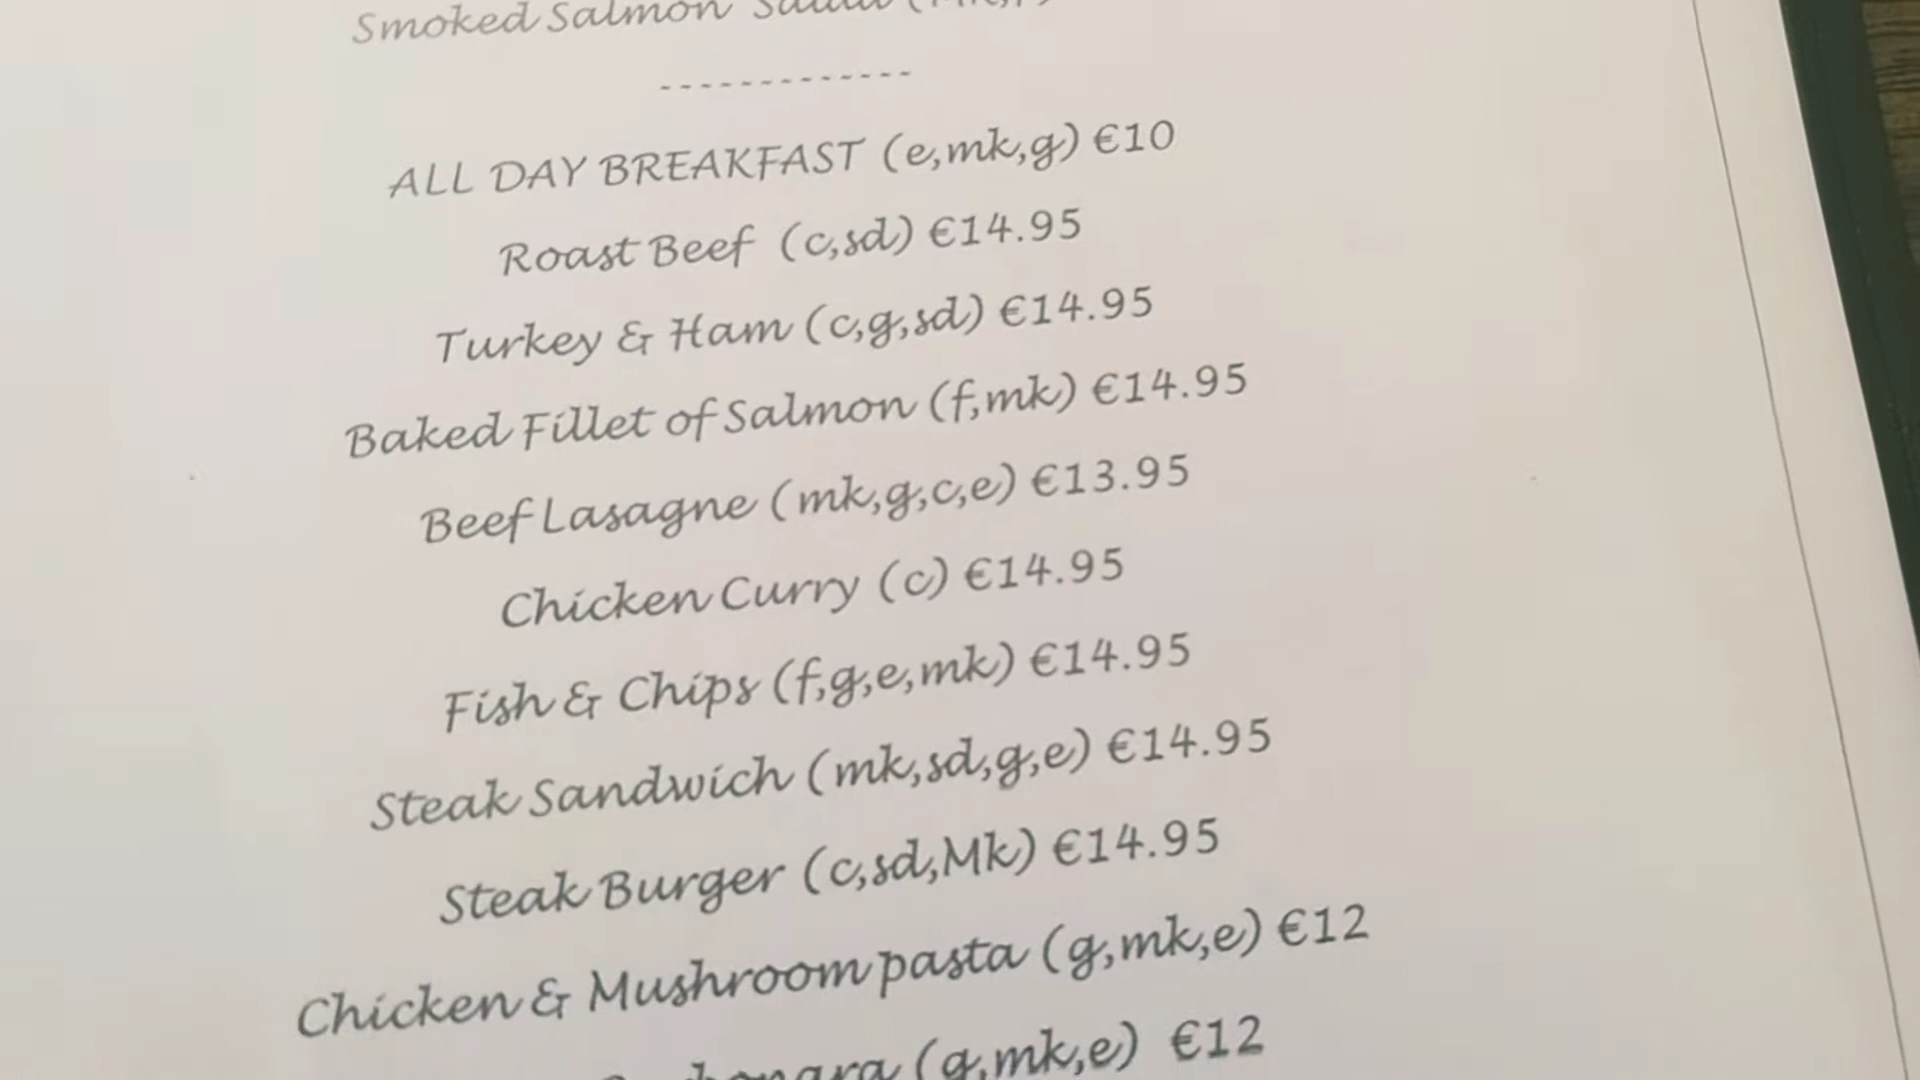 Smoked Salmon
-------------
ALL DAY BREAKFAST (e,mk,g) €10
Roast Beef (c,sd) €14.95
Turkey & Ham (c,g,sd) €14.95
Baked Fillet of Salmon (f,mk) €14.95
Beef Lasagne (mk,g,c,e) €13.95
Chicken Curry (c) €14.95
Fish & Chips (f,g,e,mk) €14.95
Steak Sandwich (mk,sd,g,e) €14.95
Steak Burger (c,sd,Mk) €14.95
Chicken & Mushroom pasta (g,mk,e) €12
(g,mk,e) €12